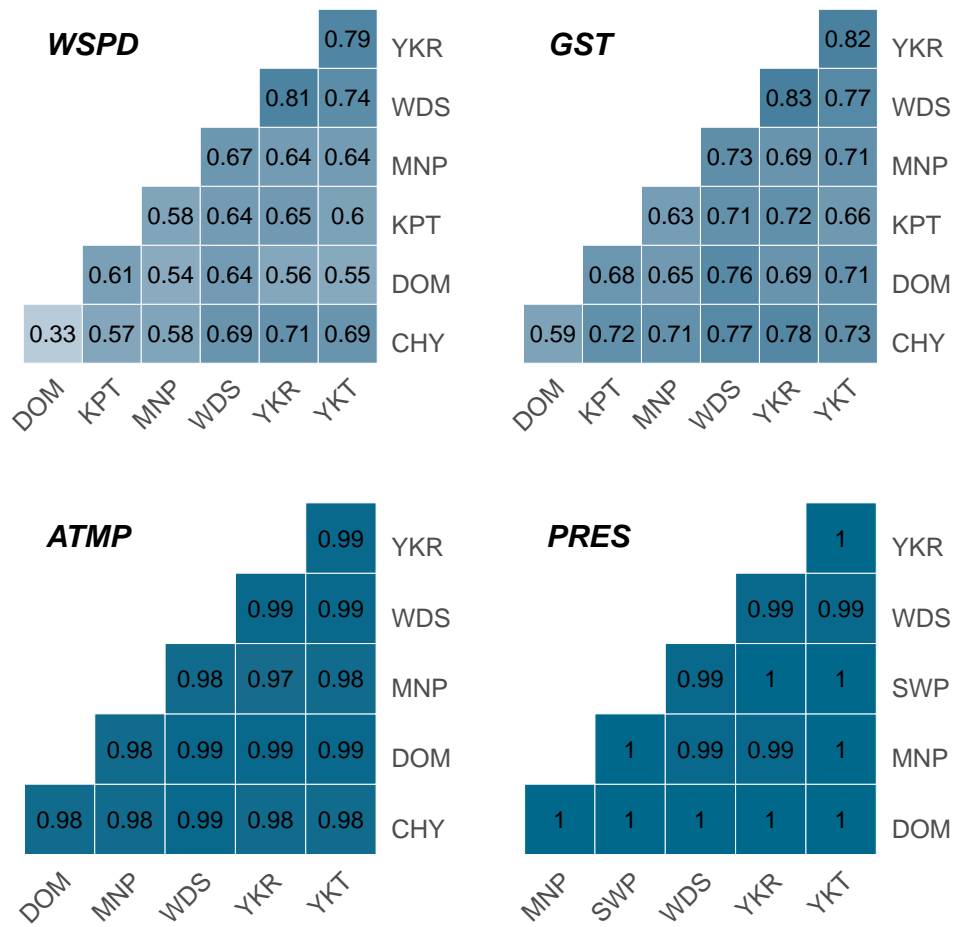 WSPD
0.79 YKR
0.81 0.74 WDS
0.67 0.64 0.64 MNP
0.58 0.64 0.65 0.6 KPT
0.61 0.54 0.64 0.56 0.55 DOM
0.33 0.57 0.58 0.69 0.71 0.69 CHY
DOM KPT MNP WDS YKR YKT
GST
0.82 YKR
0.83 0.77 WDS
0.73 0.69 0.71 MNP
0.63 0.71 0.72 0.66 KPT
0.68 0.65 0.76 0.69 0.71 DOM
0.59 0.72 0.71 0.77 0.78 0.73 CHY
DOM KPT MNP WDS YKR YKT
ATMP
0.99 YKR
0.99 0.99 WDS
0.98 0.97 0.98 MNP
0.98 0.99 0.99 0.99 DOM
0.98 0.98 0.99 0.98 0.98 CHY
DOM MNP WDS YKR YKT
PRES
1 YKR
0.99 0.99 WDS
0.99 1 1 SWP
1 0.99 0.99 1 MNP
1 1 1 1 1 DOM
MNP SWP WDS YKR YKT